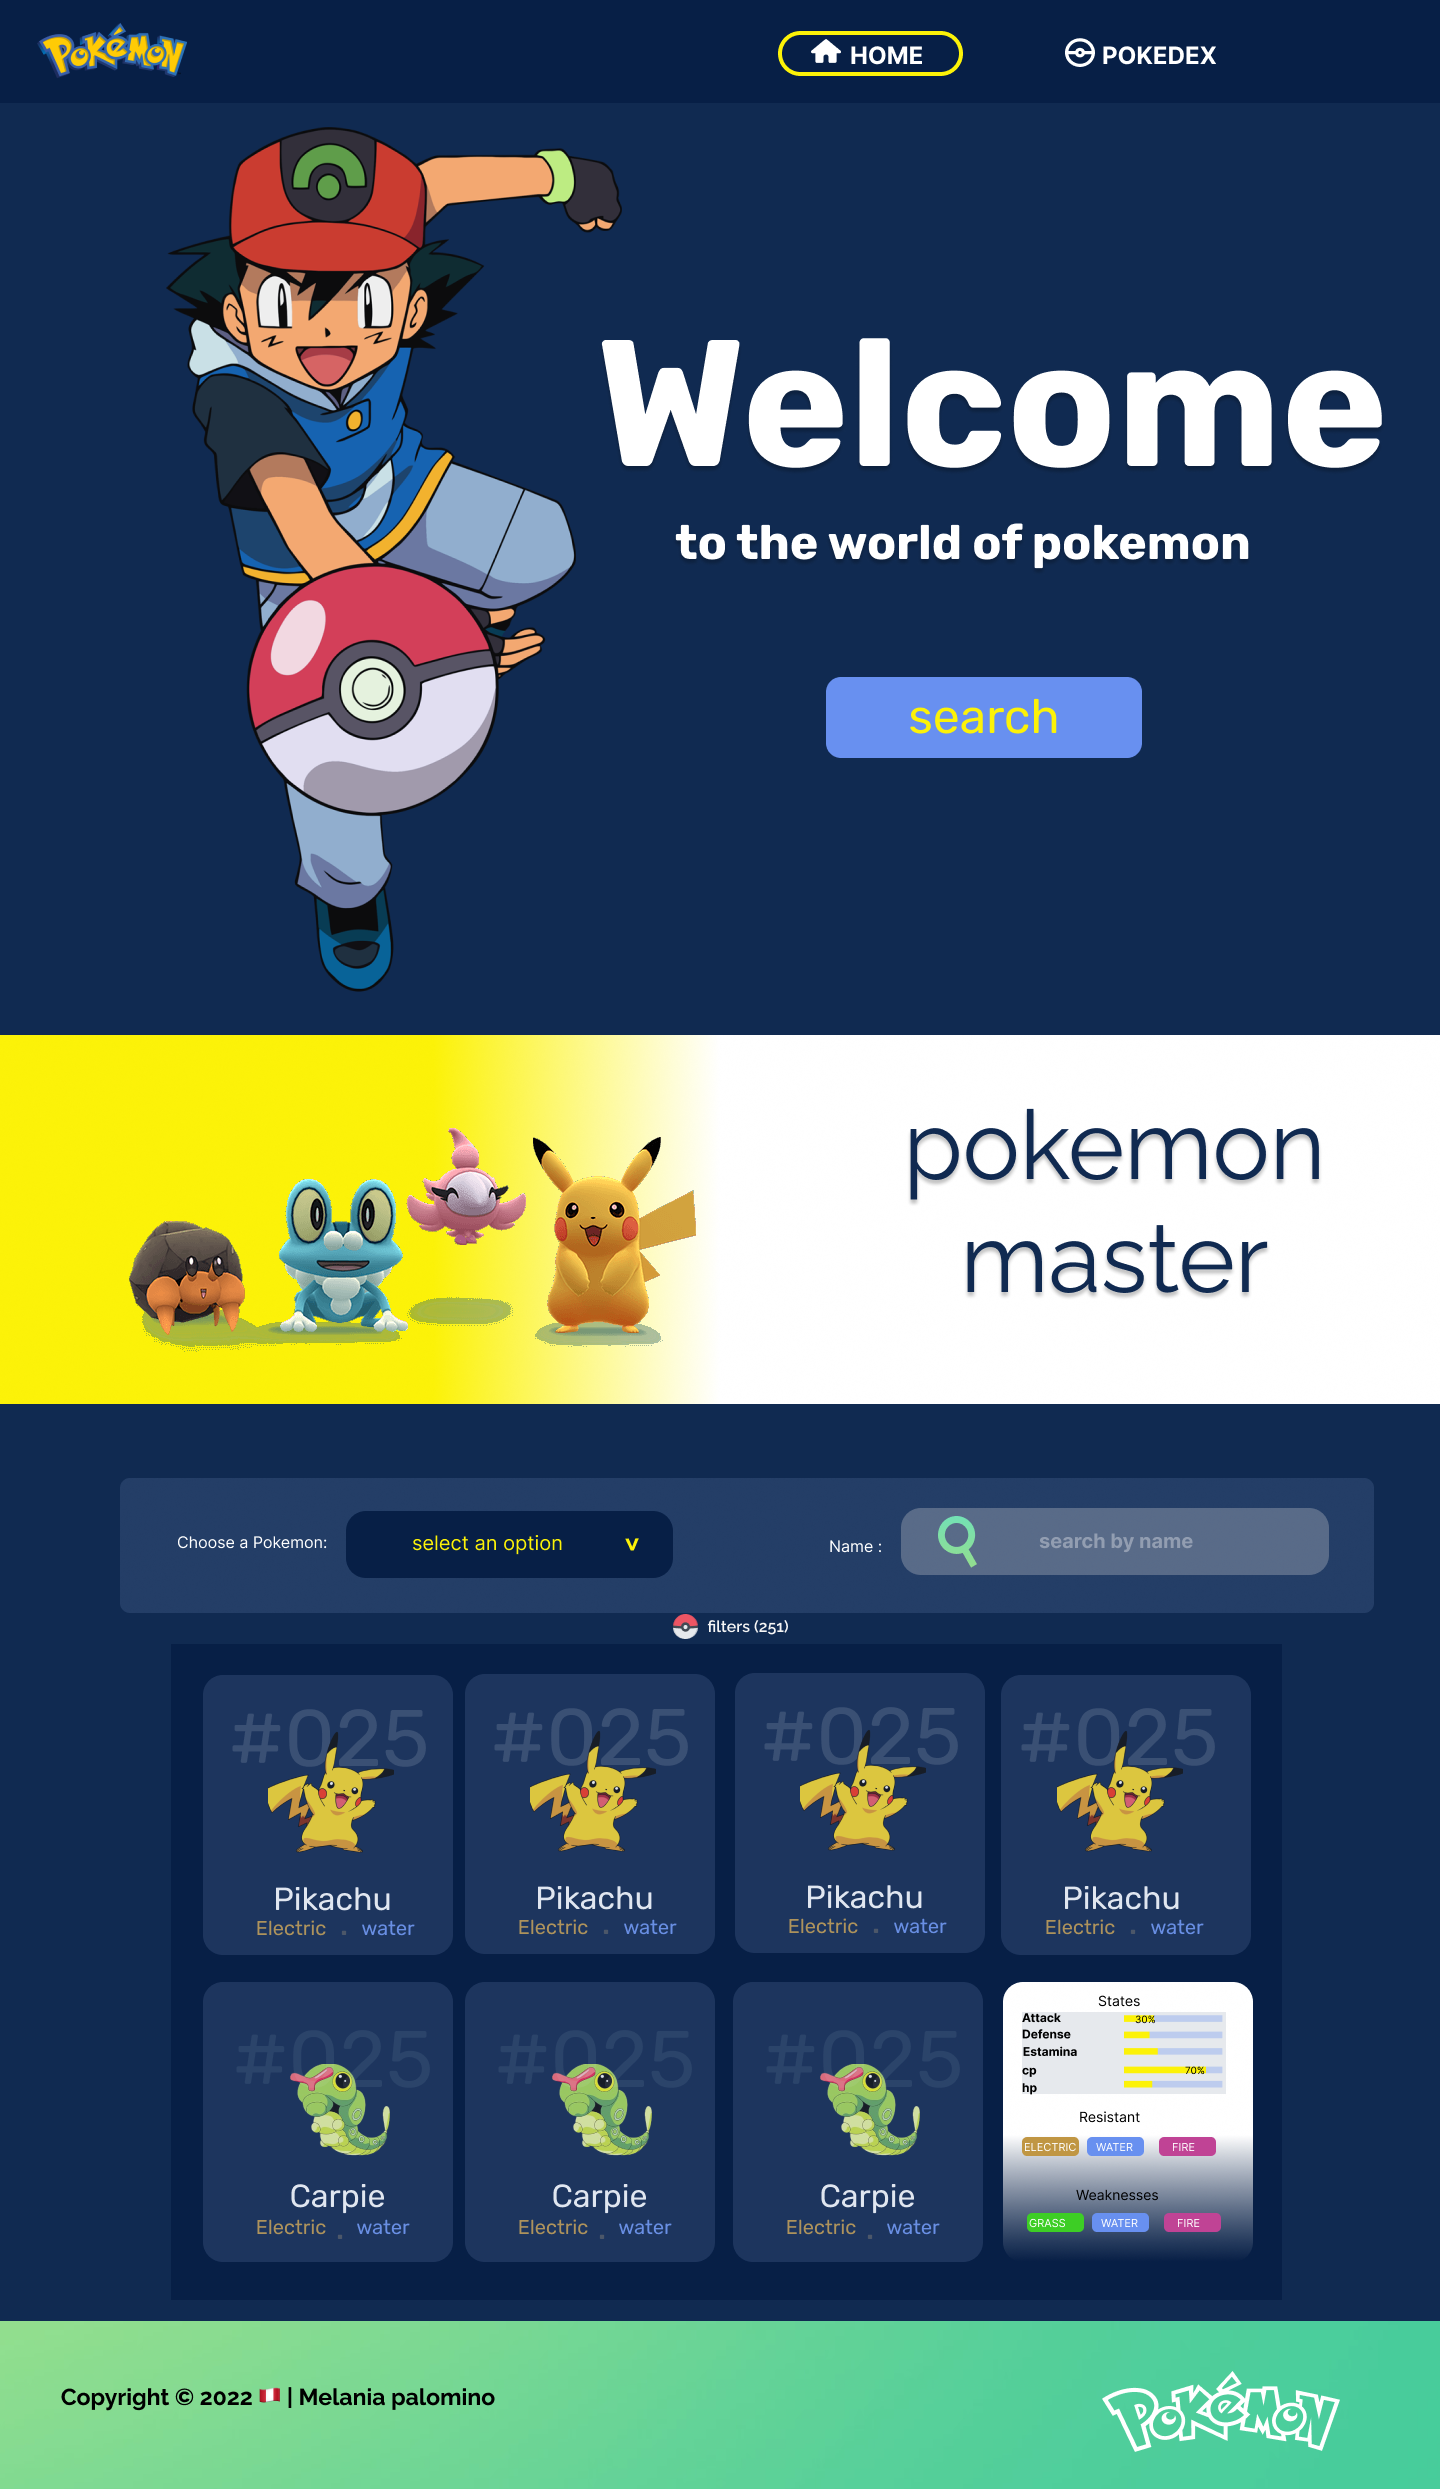 POKéMON
HOME
POKEDEX
Welcome
to the world of pokemon
search
pokemon
master
Choose a Pokemon:
select an option
v
Name :
search by name
filters (251)
#025
#025
#025
#025
Pikachu
Pikachu
Pikachu
Pikachu
Electric . water
Electric . water
Electric . water
Electric . water
#025
#025
#025
Carpie
Carpie
Carpie
Electric . water
Electric . water
Electric . water
States
Attack 30%
Defense
Estamina
cp 70%
hp
Resistant
ELECTRIC WATER FIRE
Weaknesses
GRASS WATER FIRE
Copyright © 2022 🇵🇪 | Melania palomino
POKéMON